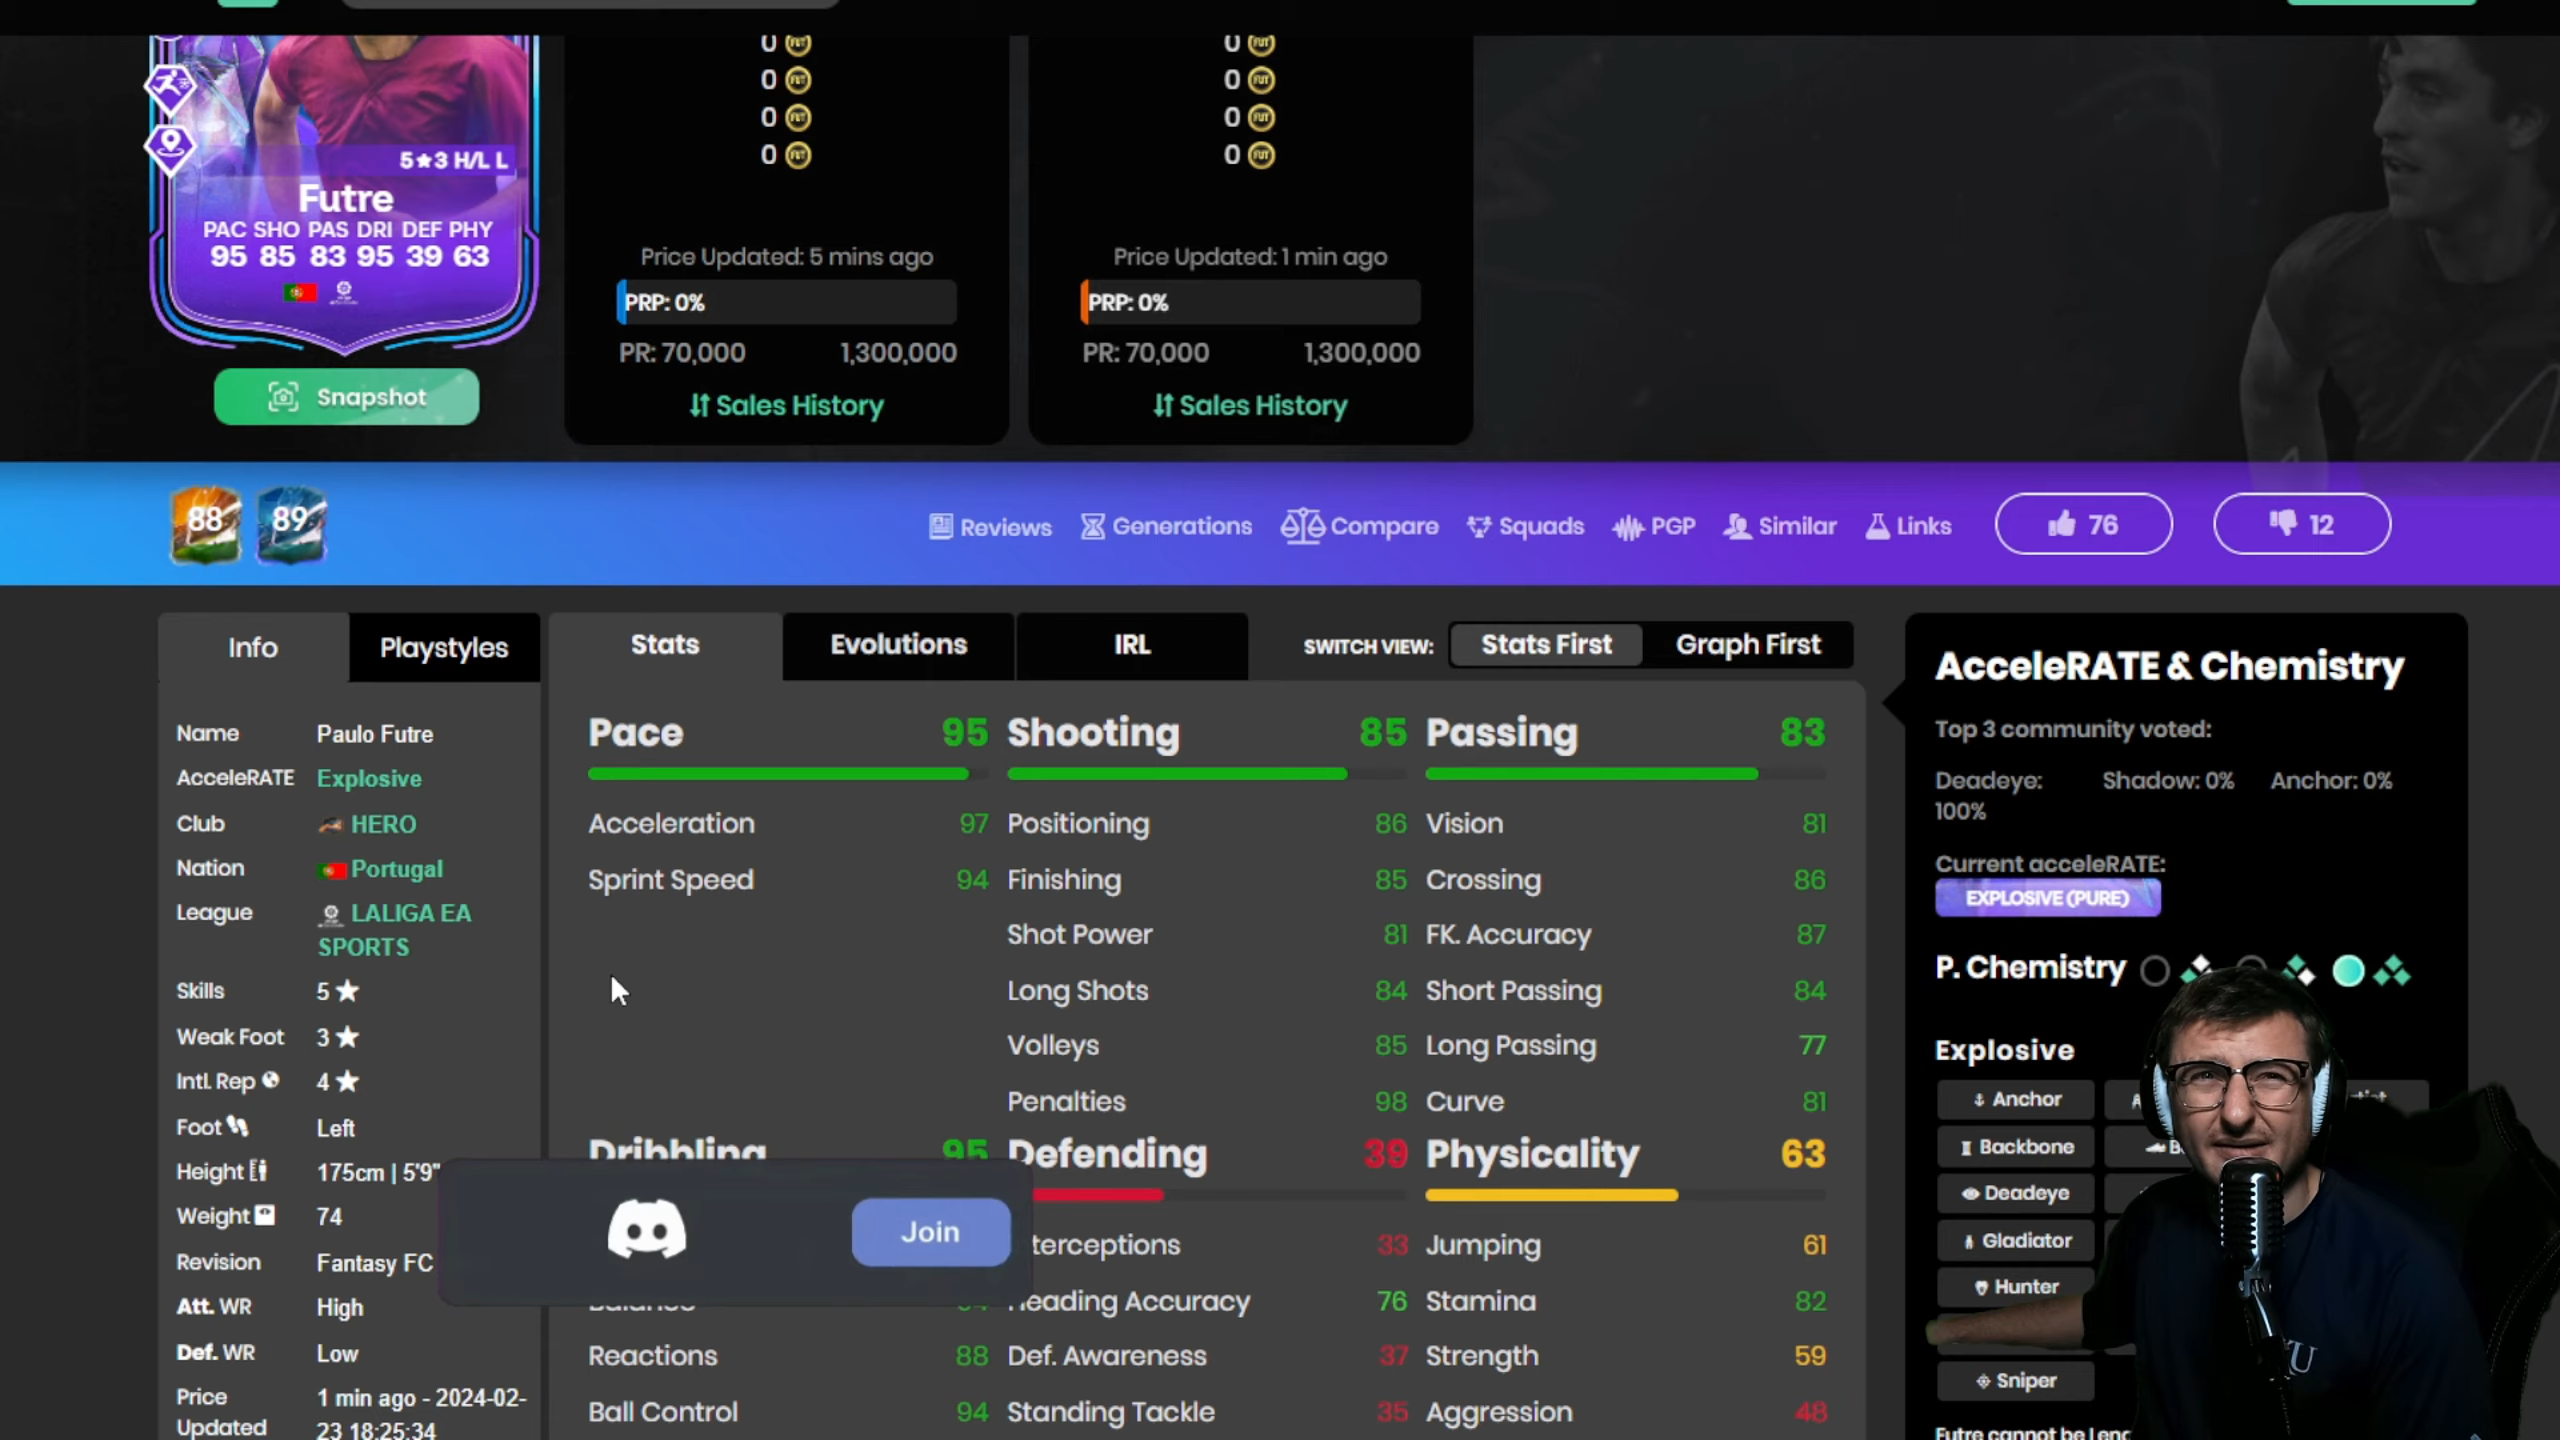 5★3 H/L L
Futre
PAC SHO PAS DRI DEF PHY
95 85 83 95 39 63
Snapshot
0
0
0
0
Price Updated: 5 mins ago
PRP: 0%
PR: 70,000 1,300,000
Sales History
0
0
0
0
Price Updated: 1 min ago
PRP: 0%
PR: 70,000 1,300,000
Sales History
88 89
Reviews Generations Compare Squads PGP Similar Links 76 12
Info Playstyles
Name Paulo Futre
AcceleRATE Explosive
Club HERO
Nation Portugal
League LALIGA EA
SPORTS
Skills 5 ★
Weak Foot 3 ★
Intl. Rep 4 ★
Foot Left
Height 175cm | 5'9"
Weight 74
Revision Fantasy FC
Att. WR High
Def. WR Low
Price Updated 1 min ago - 2024-02-
23 18:25:34
Stats Evolutions IRL SWITCH VIEW: Stats First Graph First
Pace 95
Acceleration 97
Sprint Speed 94
Shooting 85
Positioning 86
Finishing 85
Shot Power 81
Long Shots 84
Volleys 85
Penalties 98
Passing 83
Vision 81
Crossing 86
FK. Accuracy 87
Short Passing 84
Long Passing 77
Curve 81
Dribbling 95
Join
Balance
Reactions 88
Ball Control 94
Defending 39
terceptions 33
Heading Accuracy 76
Def. Awareness 37
Standing Tackle 35
Physicality 63
Jumping 61
Stamina 82
Strength 59
Aggression 48
AcceleRATE & Chemistry
Top 3 community voted:
Deadeye: 100% Shadow: 0% Anchor: 0%
Current acceleRATE:
EXPLOSIVE (PURE)
P. Chemistry
Explosive
Anchor
Backbone
Deadeye
Gladiator
Hunter
Sniper
Futre cannot be Leng